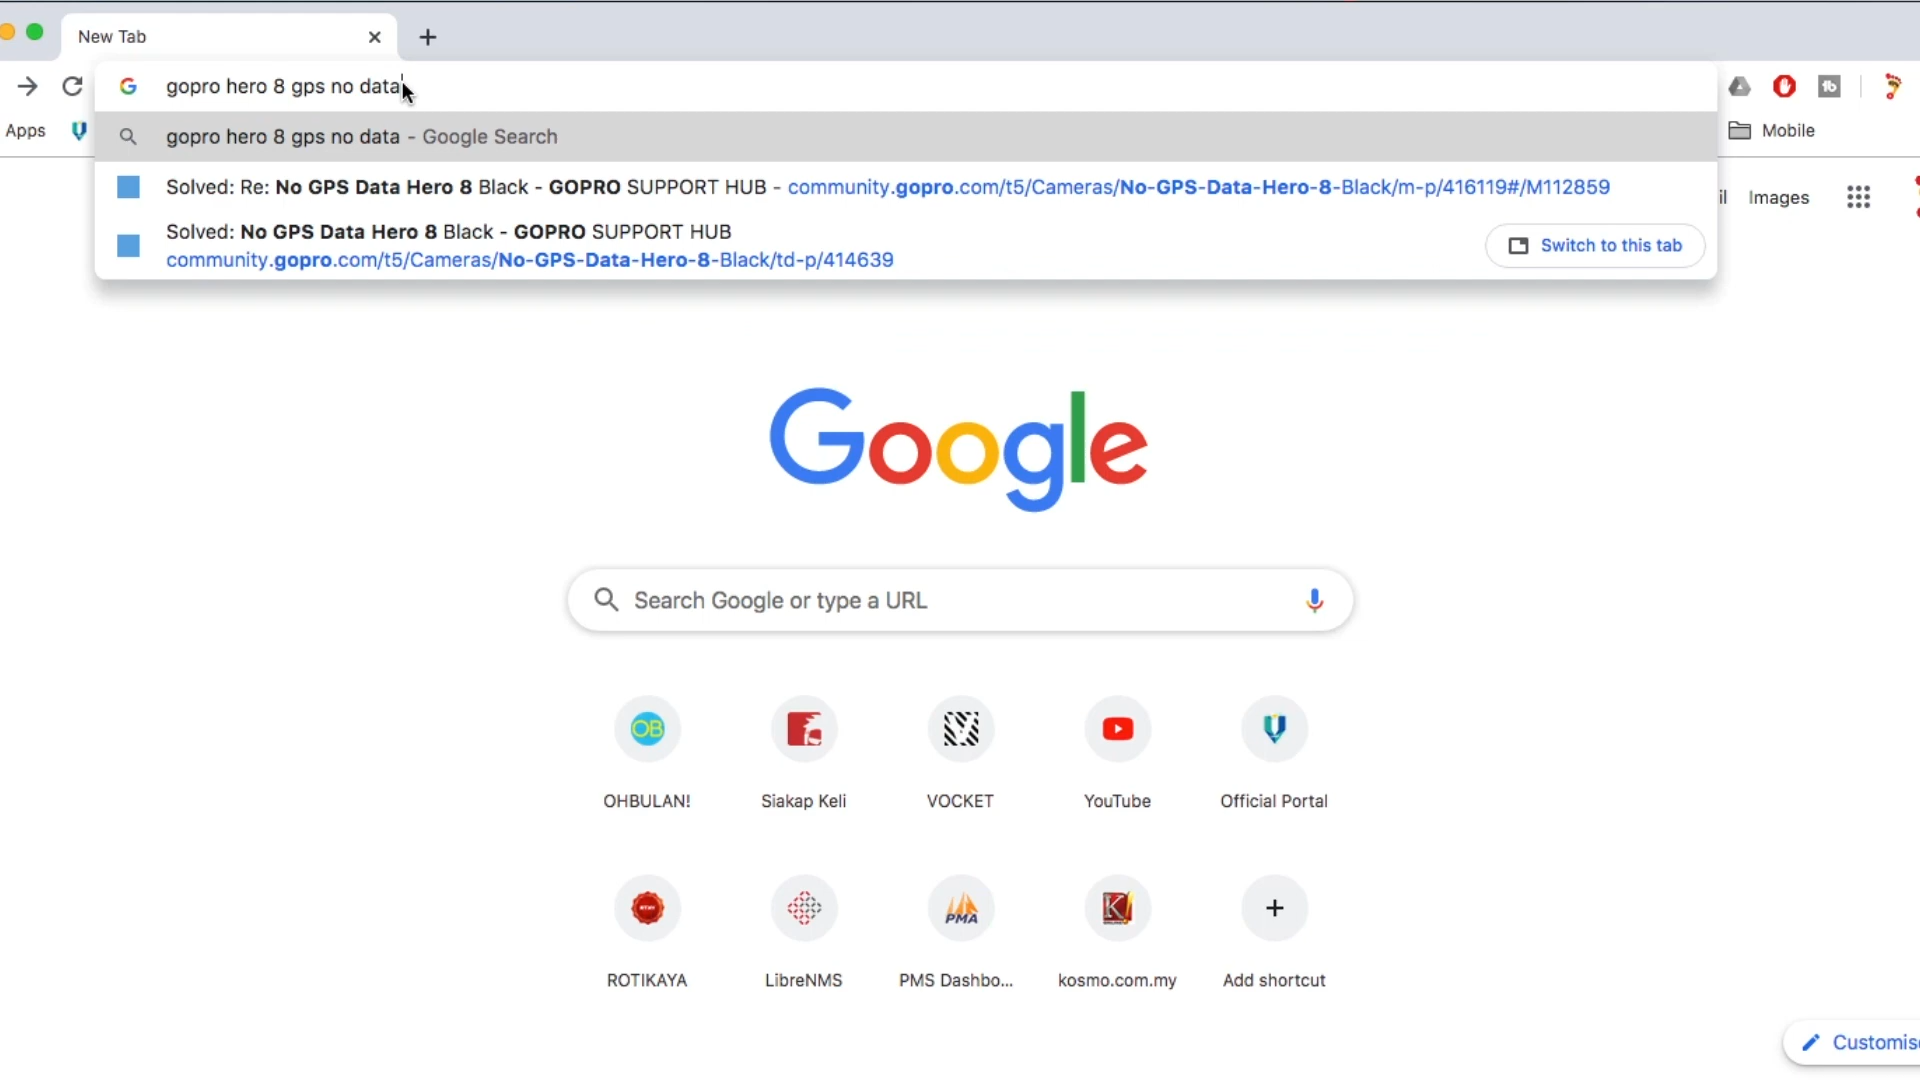 New Tab
gopro hero 8 gps no data
gopro hero 8 gps no data - Google Search
Apps
Mobile
Solved: Re: No GPS Data Hero 8 Black - GOPRO SUPPORT HUB - community.gopro.com/t5/Cameras/No-GPS-Data-Hero-8-Black/m-p/416119#/M112859
il Images
Solved: No GPS Data Hero 8 Black - GOPRO SUPPORT HUB
community.gopro.com/t5/Cameras/No-GPS-Data-Hero-8-Black/td-p/414639
Switch to this tab
Google
Search Google or type a URL
OB
OHBULAN!
Siakap Keli
VOCKET
YouTube
Official Portal
PMA
K
ROTIKAYA
LibreNMS
PMS Dashbo...
kosmo.com.my
Add shortcut
Customise